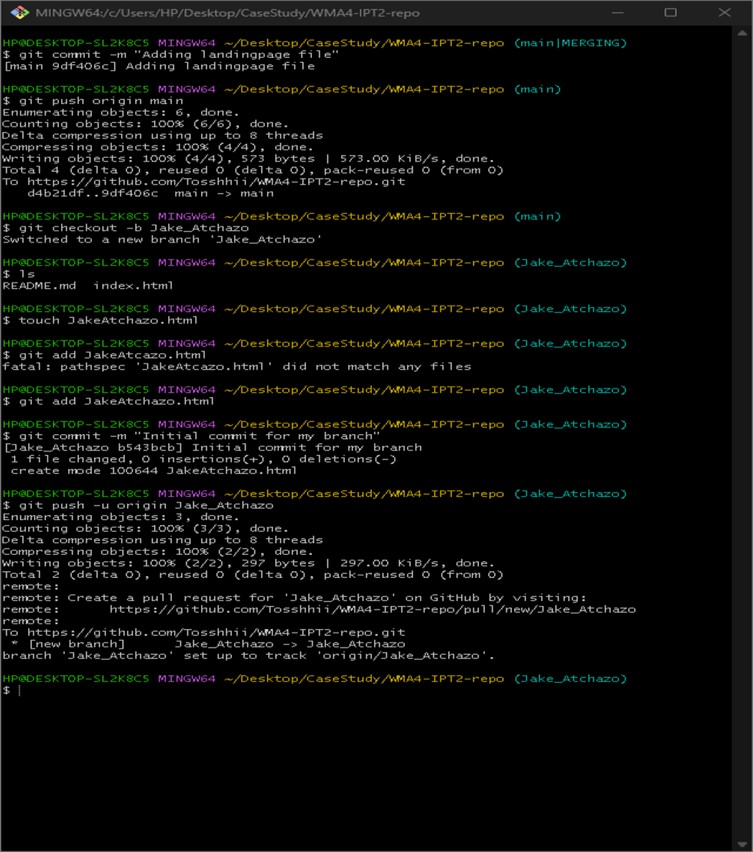 MINGW64:/c/Users/HP/Desktop/CaseStudy/WMA4-IPT2-repo
HP@DESKTOP-SL2K8C5 MINGW64 ~/Desktop/CaseStudy/WMA4-IPT2-repo (main|MERGING)
$ git commit -m "Adding landingpage file"
[main 9df406c] Adding landingpage file
HP@DESKTOP-SL2K8C5 MINGW64 ~/Desktop/CaseStudy/WMA4-IPT2-repo (main)
$ git push origin main
Enumerating objects: 6, done.
Counting objects: 100% (6/6), done.
Delta compression using up to 8 threads
Compressing objects: 100% (4/4), done.
Writing objects: 100% (4/4), 573 bytes | 573.00 KiB/s, done.
Total 4 (delta 0), reused 0 (delta 0), pack-reused 0 (from 0)
To https://github.com/Tosshhii/WMA4-IPT2-repo.git
   d4b21df..9df406c  main -> main
HP@DESKTOP-SL2K8C5 MINGW64 ~/Desktop/CaseStudy/WMA4-IPT2-repo (main)
$ git checkout -b Jake_Atchazo
Switched to a new branch 'Jake_Atchazo'
HP@DESKTOP-SL2K8C5 MINGW64 ~/Desktop/CaseStudy/WMA4-IPT2-repo (Jake_Atchazo)
$ ls
README.md  index.html
HP@DESKTOP-SL2K8C5 MINGW64 ~/Desktop/CaseStudy/WMA4-IPT2-repo (Jake_Atchazo)
$ touch JakeAtchazo.html
HP@DESKTOP-SL2K8C5 MINGW64 ~/Desktop/CaseStudy/WMA4-IPT2-repo (Jake_Atchazo)
$ git add JakeAtcazo.html
fatal: pathspec 'JakeAtcazo.html' did not match any files
HP@DESKTOP-SL2K8C5 MINGW64 ~/Desktop/CaseStudy/WMA4-IPT2-repo (Jake_Atchazo)
$ git add JakeAtchazo.html
HP@DESKTOP-SL2K8C5 MINGW64 ~/Desktop/CaseStudy/WMA4-IPT2-repo (Jake_Atchazo)
$ git commit -m "Initial commit for my branch"
[Jake_Atchazo b543bcb] Initial commit for my branch
 1 file changed, 0 insertions(+), 0 deletions(-)
 create mode 100644 JakeAtchazo.html
HP@DESKTOP-SL2K8C5 MINGW64 ~/Desktop/CaseStudy/WMA4-IPT2-repo (Jake_Atchazo)
$ git push -u origin Jake_Atchazo
Enumerating objects: 3, done.
Counting objects: 100% (3/3), done.
Delta compression using up to 8 threads
Compressing objects: 100% (2/2), done.
Writing objects: 100% (2/2), 297 bytes | 297.00 KiB/s, done.
Total 2 (delta 0), reused 0 (delta 0), pack-reused 0 (from 0)
remote:
remote: Create a pull request for 'Jake_Atchazo' on GitHub by visiting:
remote:      https://github.com/Tosshhii/WMA4-IPT2-repo/pull/new/Jake_Atchazo
remote:
To https://github.com/Tosshhii/WMA4-IPT2-repo.git
 * [new branch]      Jake_Atchazo -> Jake_Atchazo
branch 'Jake_Atchazo' set up to track 'origin/Jake_Atchazo'.
HP@DESKTOP-SL2K8C5 MINGW64 ~/Desktop/CaseStudy/WMA4-IPT2-repo (Jake_Atchazo)
$